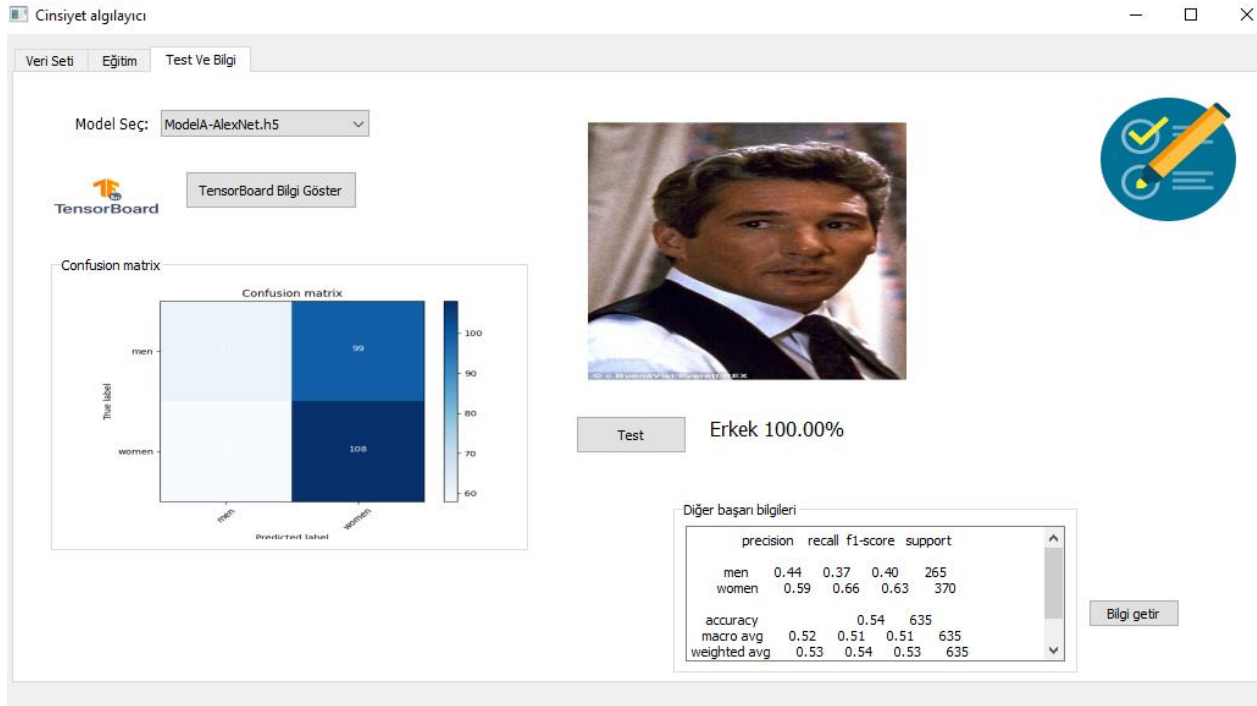 Cinsiyet algılayıcı
Veri Seti Eğitim Test Ve Bilgi
Model Seç: ModelA-AlexNet.h5
TensorBoard
TensorBoard Bilgi Göster
Confusion matrix
Confusion matrix
men
women
True label
99
108
men
women
Predicted label
100
90
80
70
60
Test
Erkek 100.00%
Diğer başarı bilgileri
precision recall f1-score support
men 0.44 0.37 0.40 265
women 0.59 0.66 0.63 370
accuracy 0.54 635
macro avg 0.52 0.51 0.51 635
weighted avg 0.53 0.54 0.53 635
Bilgi getir